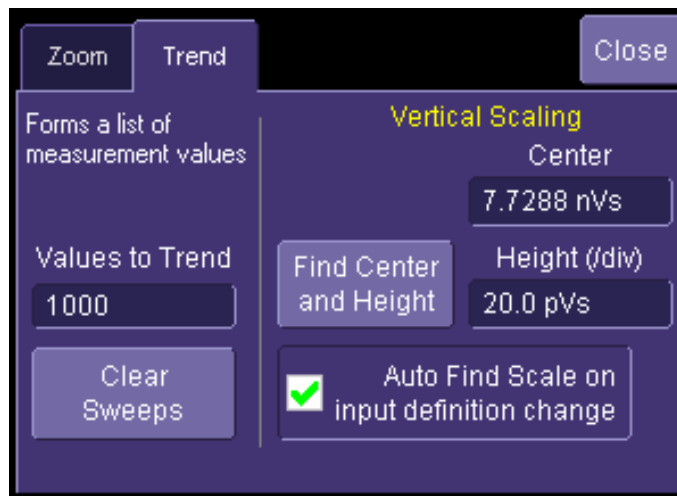 Zoom
Trend
Close
Forms a list of
measurement values
Values to Trend
1000
Clear
Sweeps
Vertical Scaling
Center
7.7288 nVs
Find Center
and Height
Height (/div)
20.0 pVs
Auto Find Scale on
input definition change